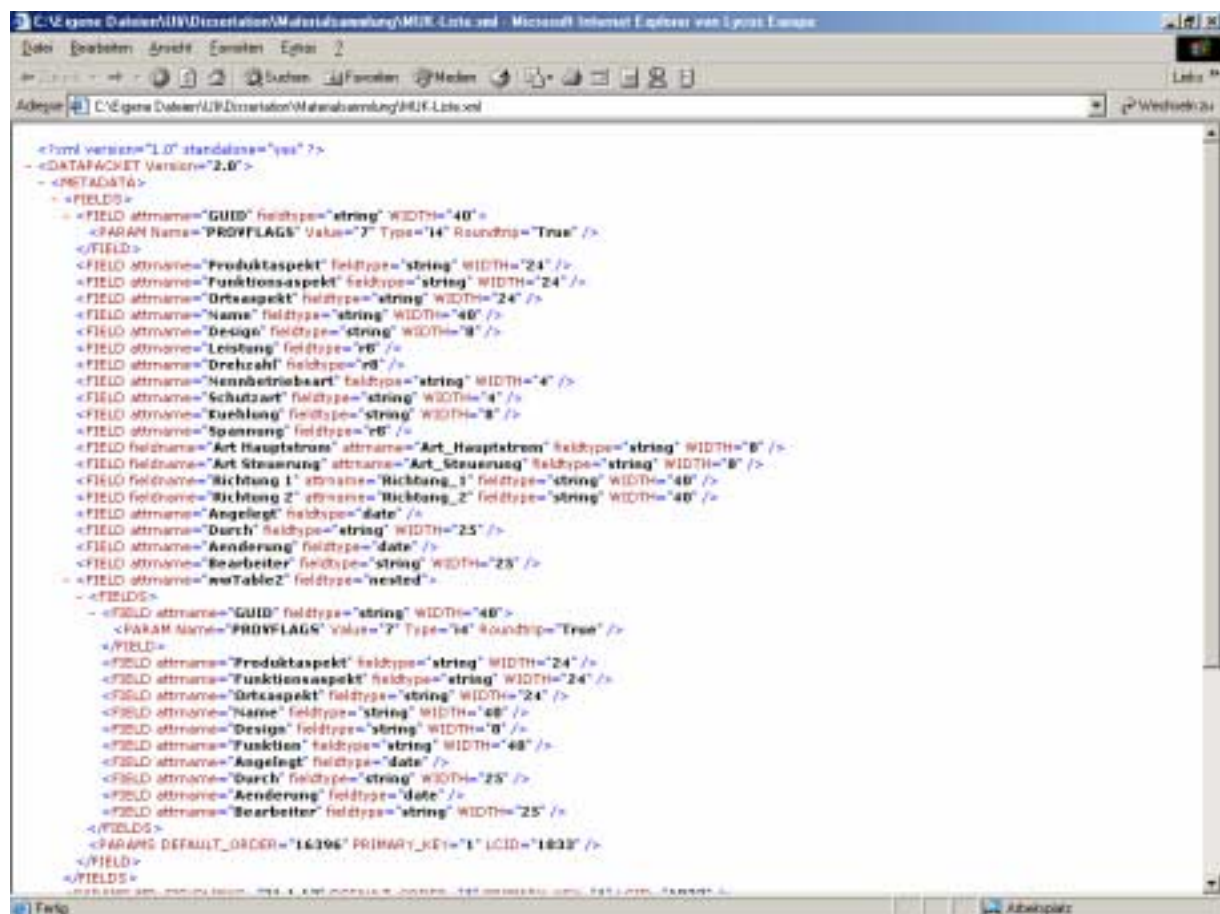 C:\Eigene Dateien\UB\Dissertation\Materialsammlung\MUK-Liste.xml - Microsoft Internet Explorer von Lycos Europe
Datei Bearbeiten Ansicht Favoriten Extras ?
Suchen Favoriten Medien Links »
Adresse C:\Eigene Dateien\UB\Dissertation\Materialsammlung\MUK-Liste.xml Wechseln zu
<?xml version="1.0" standalone="yes" ?>
- <DATAPACKET Version="2.0">
- <METADATA>
- <FIELDS>
- <FIELD attrname="GUID" fieldtype="string" WIDTH="40">
<PARAM Name="PROVFLAGS" Value="7" Type="i4" Roundtrip="True" />
</FIELD>
<FIELD attrname="Produktaspekt" fieldtype="string" WIDTH="24" />
<FIELD attrname="Funktionsaspekt" fieldtype="string" WIDTH="24" />
<FIELD attrname="Ortsaspekt" fieldtype="string" WIDTH="24" />
<FIELD attrname="Name" fieldtype="string" WIDTH="40" />
<FIELD attrname="Design" fieldtype="string" WIDTH="8" />
<FIELD attrname="Leistung" fieldtype="r8" />
<FIELD attrname="Drehzahl" fieldtype="r8" />
<FIELD attrname="Nennbetriebsart" fieldtype="string" WIDTH="4" />
<FIELD attrname="Schutzart" fieldtype="string" WIDTH="4" />
<FIELD attrname="Kuehlung" fieldtype="string" WIDTH="8" />
<FIELD attrname="Spannung" fieldtype="r8" />
<FIELD fieldname="Art Hauptstrom" attrname="Art_Hauptstrom" fieldtype="string" WIDTH="8" />
<FIELD fieldname="Art Steuerung" attrname="Art_Steuerung" fieldtype="string" WIDTH="8" />
<FIELD fieldname="Richtung 1" attrname="Richtung_1" fieldtype="string" WIDTH="40" />
<FIELD fieldname="Richtung 2" attrname="Richtung_2" fieldtype="string" WIDTH="40" />
<FIELD attrname="Angelegt" fieldtype="date" />
<FIELD attrname="Durch" fieldtype="string" WIDTH="25" />
<FIELD attrname="Aenderung" fieldtype="date" />
<FIELD attrname="Bearbeiter" fieldtype="string" WIDTH="25" />
- <FIELD attrname="wwTable2" fieldtype="nested">
- <FIELDS>
- <FIELD attrname="GUID" fieldtype="string" WIDTH="40">
<PARAM Name="PROVFLAGS" Value="7" Type="i4" Roundtrip="True" />
</FIELD>
<FIELD attrname="Produktaspekt" fieldtype="string" WIDTH="24" />
<FIELD attrname="Funktionsaspekt" fieldtype="string" WIDTH="24" />
<FIELD attrname="Ortsaspekt" fieldtype="string" WIDTH="24" />
<FIELD attrname="Name" fieldtype="string" WIDTH="40" />
<FIELD attrname="Design" fieldtype="string" WIDTH="8" />
<FIELD attrname="Funktion" fieldtype="string" WIDTH="40" />
<FIELD attrname="Angelegt" fieldtype="date" />
<FIELD attrname="Durch" fieldtype="string" WIDTH="25" />
<FIELD attrname="Aenderung" fieldtype="date" />
<FIELD attrname="Bearbeiter" fieldtype="string" WIDTH="25" />
</FIELDS>
<PARAMS DEFAULT_ORDER="16396" PRIMARY_KEY="1" LCID="1033" />
</FIELD>
</FIELDS>
Fertig Arbeitsplatz